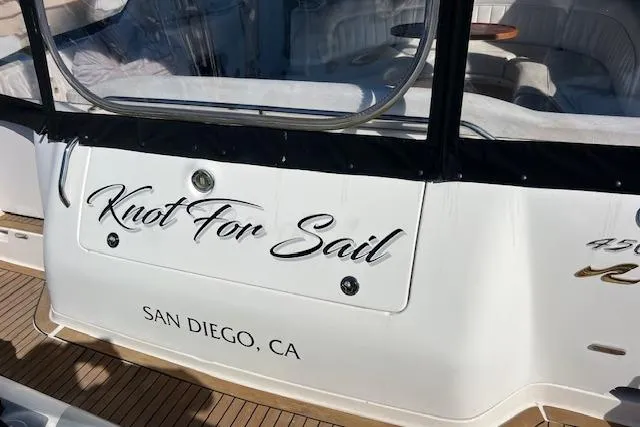 Knot For Sail
SAN DIEGO, CA